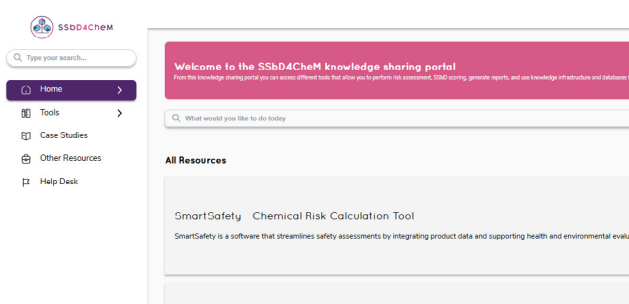 SSbD4CheM
Type your search...
Home
Tools
Case Studies
Other Resources
Help Desk
Welcome to the SSbD4CheM knowledge sharing portal
From this knowledge sharing portal you can access different tools that allow you to perform risk assessment, SSbD scoring, generate reports, and use knowledge infrastructure and databases
What would you like to do today
All Resources
SmartSafety Chemical Risk Calculation Tool
SmartSafety is a software that streamlines safety assessments by integrating product data and supporting health and environmental